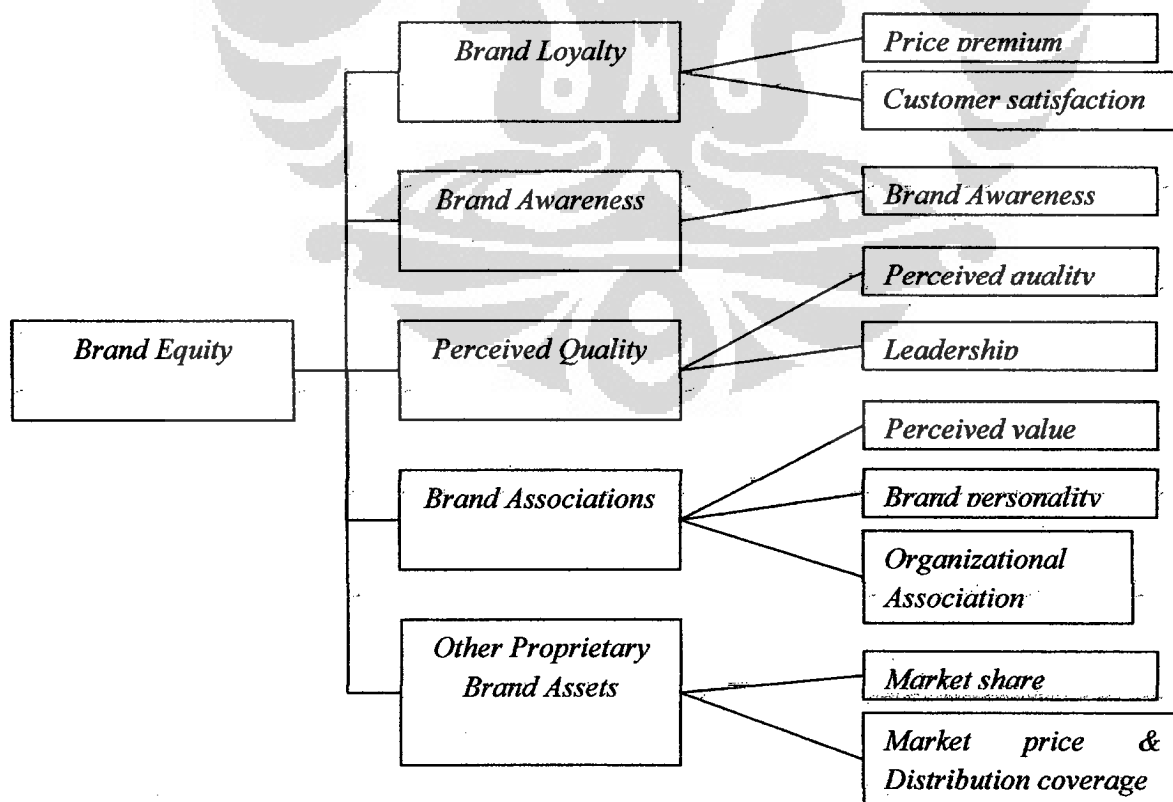 Brand Loyalty
Price premium
Customer satisfaction
Brand Awareness
Brand Awareness
Perceived quality
Brand Equity
Perceived Quality
Leadership
Perceived value
Brand Associations
Brand personality
Organizational
Association
Other Proprietary
Brand Assets
Market share
Market price &
Distribution coverage